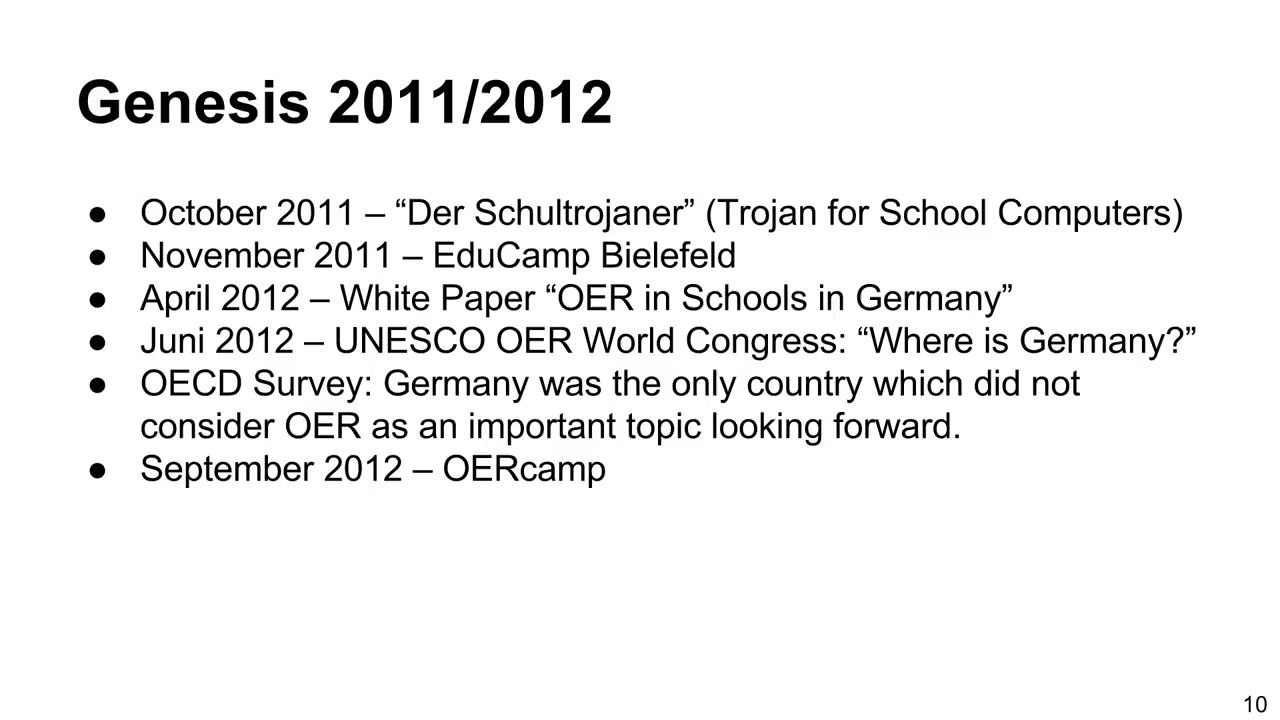 Genesis 2011/2012
● October 2011 – “Der Schultrojaner” (Trojan for School Computers)
● November 2011 – EduCamp Bielefeld
● April 2012 – White Paper “OER in Schools in Germany”
● Juni 2012 – UNESCO OER World Congress: “Where is Germany?”
● OECD Survey: Germany was the only country which did not
consider OER as an important topic looking forward.
● September 2012 – OERcamp
10